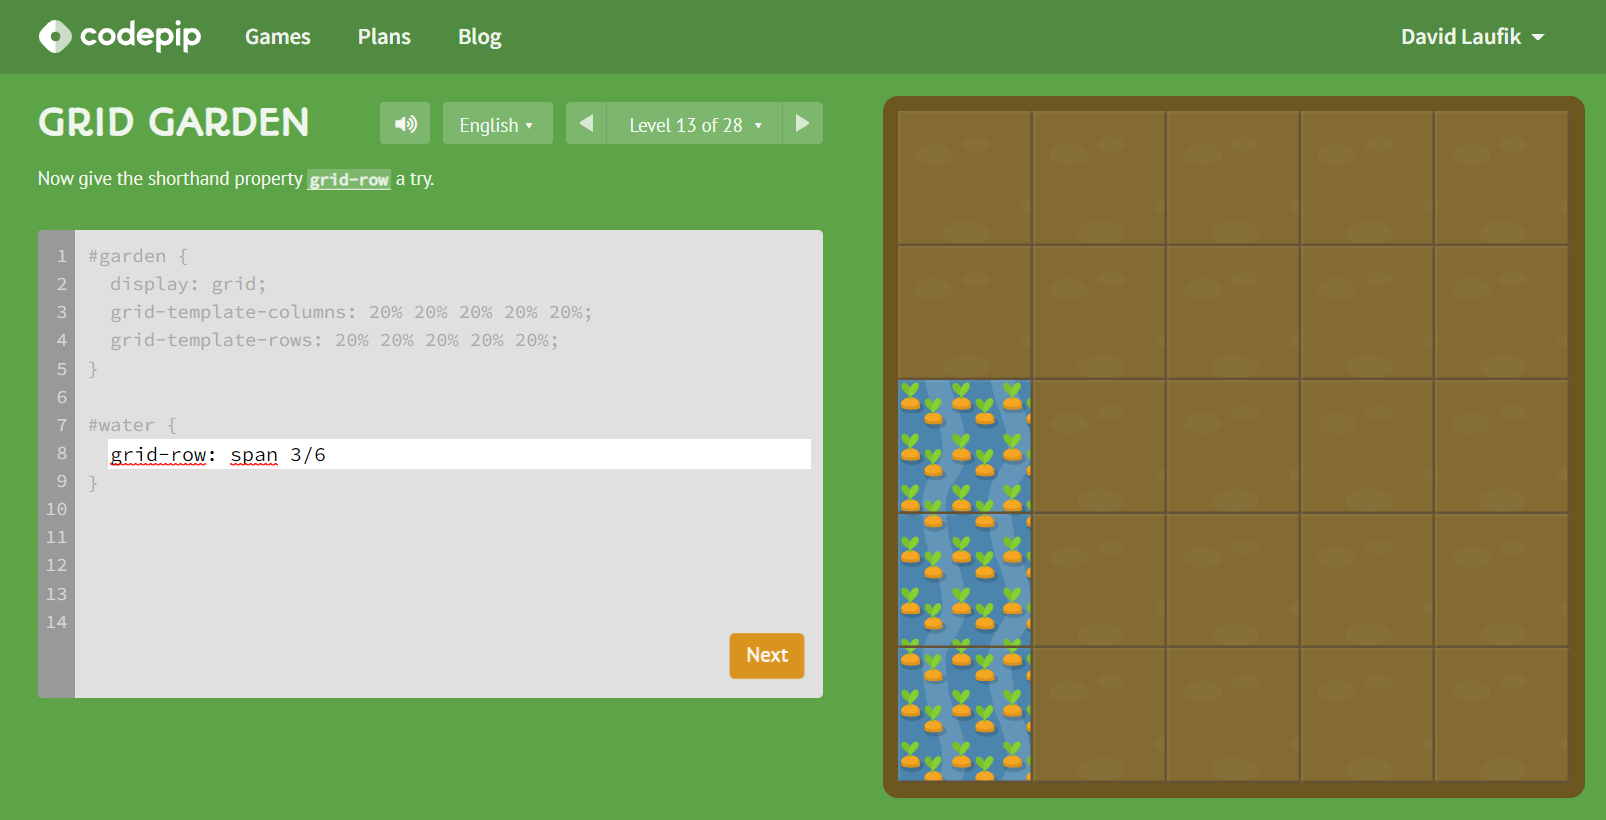 codepip Games Plans Blog David Laufik
GRID GARDEN English Level 13 of 28
Now give the shorthand property grid-row a try.
1 #garden {
2 display: grid;
3 grid-template-columns: 20% 20% 20% 20% 20%;
4 grid-template-rows: 20% 20% 20% 20% 20%;
5 }
6
7 #water {
8 grid-row: span 3/6
9 }
10
11
12
13
14
Next